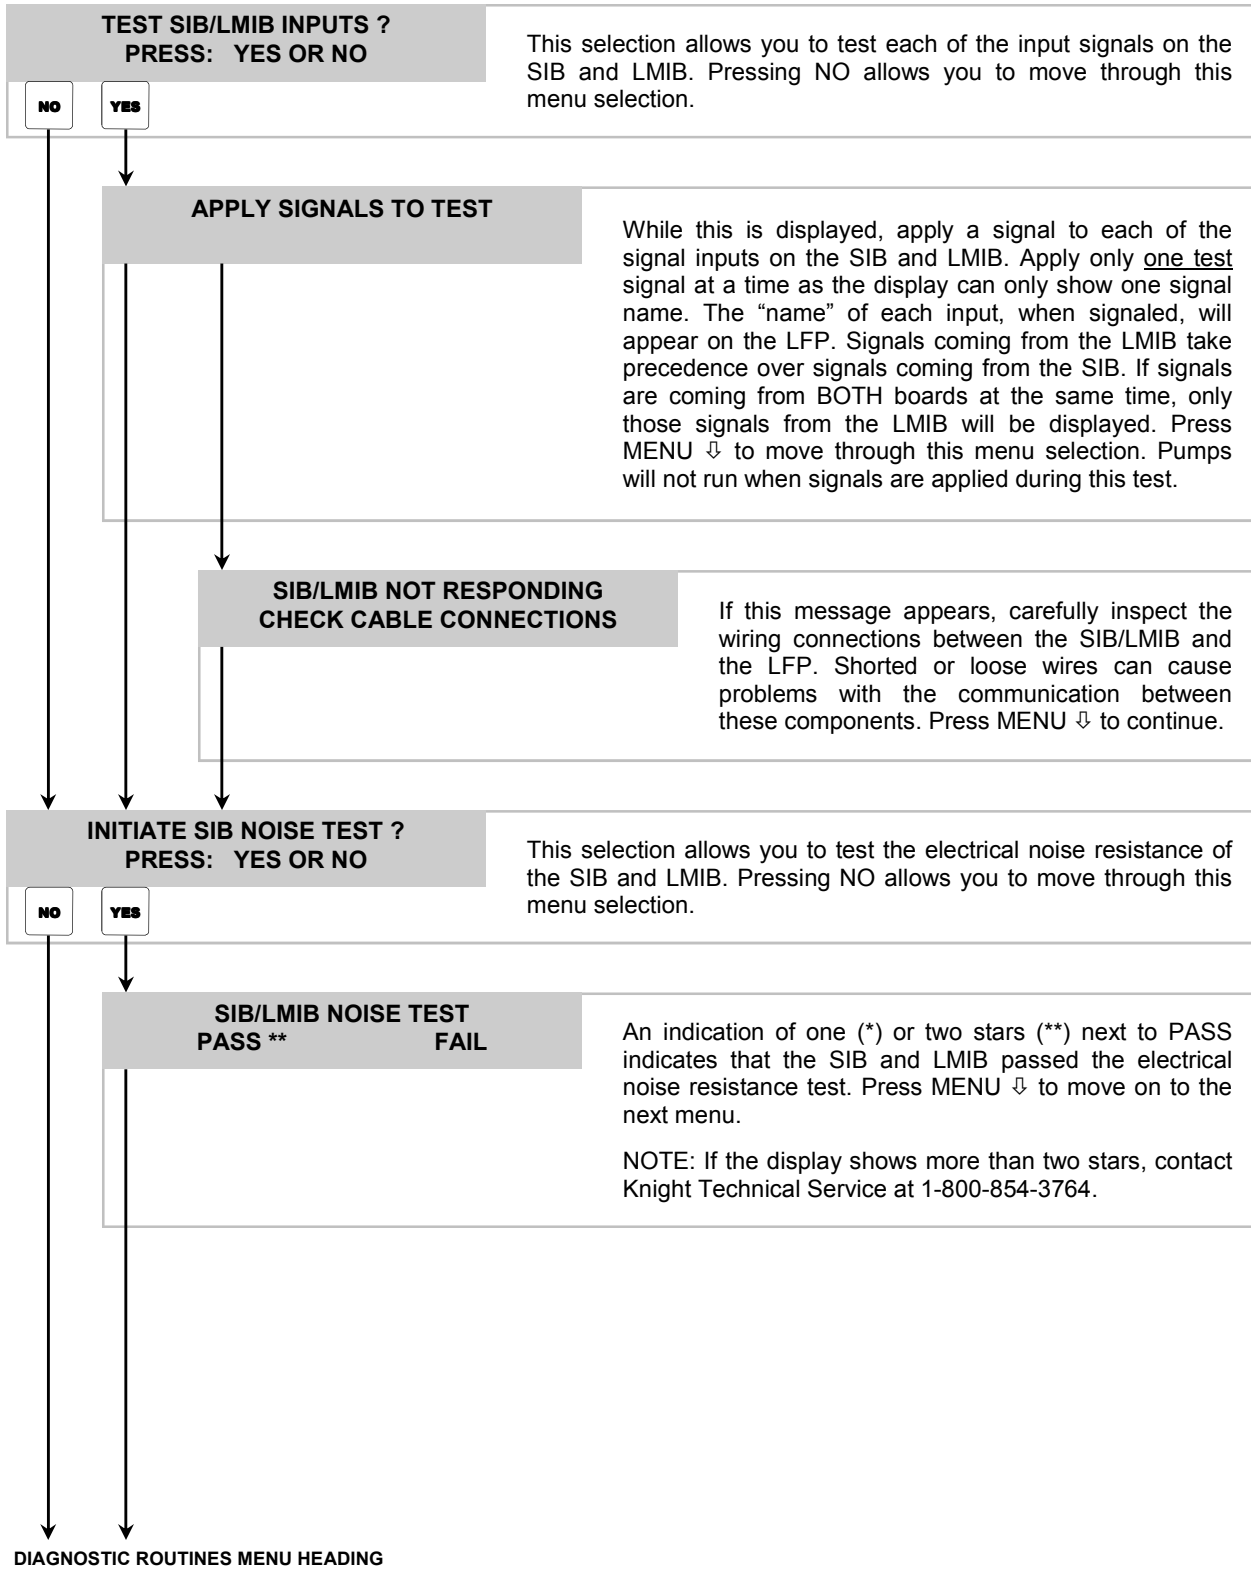 TEST SIB/LMIB INPUTS ?
PRESS: YES OR NO
NO YES
This selection allows you to test each of the input signals on the
SIB and LMIB. Pressing NO allows you to move through this
menu selection.
APPLY SIGNALS TO TEST
While this is displayed, apply a signal to each of the
signal inputs on the SIB and LMIB. Apply only one test
signal at a time as the display can only show one signal
name. The “name” of each input, when signaled, will
appear on the LFP. Signals coming from the LMIB take
precedence over signals coming from the SIB. If signals
are coming from BOTH boards at the same time, only
those signals from the LMIB will be displayed. Press
MENU ⇩ to move through this menu selection. Pumps
will not run when signals are applied during this test.
SIB/LMIB NOT RESPONDING
CHECK CABLE CONNECTIONS
If this message appears, carefully inspect the
wiring connections between the SIB/LMIB and
the LFP. Shorted or loose wires can cause
problems with the communication between
these components. Press MENU ⇩ to continue.
INITIATE SIB NOISE TEST ?
PRESS: YES OR NO
NO YES
This selection allows you to test the electrical noise resistance of
the SIB and LMIB. Pressing NO allows you to move through this
menu selection.
SIB/LMIB NOISE TEST
PASS ** FAIL
An indication of one (*) or two stars (**) next to PASS
indicates that the SIB and LMIB passed the electrical
noise resistance test. Press MENU ⇩ to move on to the
next menu.
NOTE: If the display shows more than two stars, contact
Knight Technical Service at 1-800-854-3764.
DIAGNOSTIC ROUTINES MENU HEADING